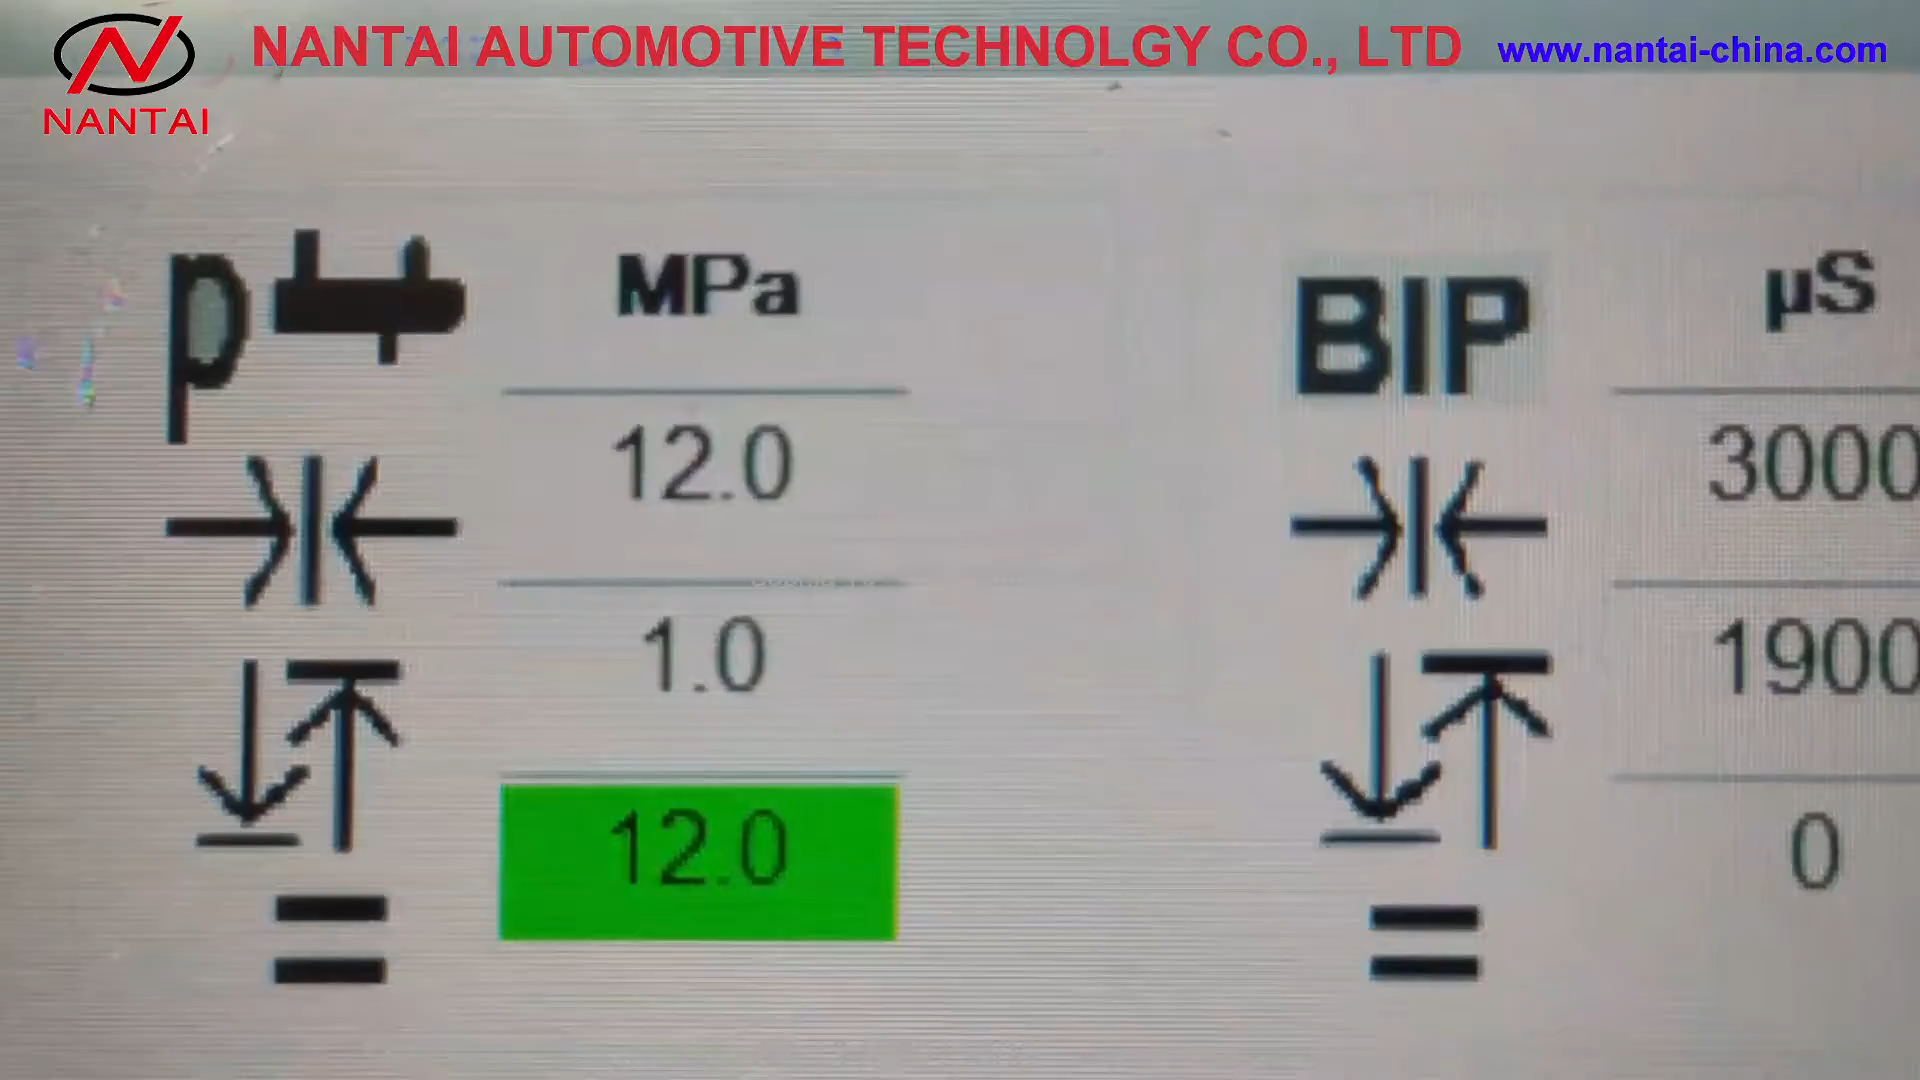 NANTAI AUTOMOTIVE TECHNOLGY CO., LTD www.nantai-china.com
NANTAI
p MPa
12.0
1.0
12.0
=
BIP µS
3000
1900
0
=